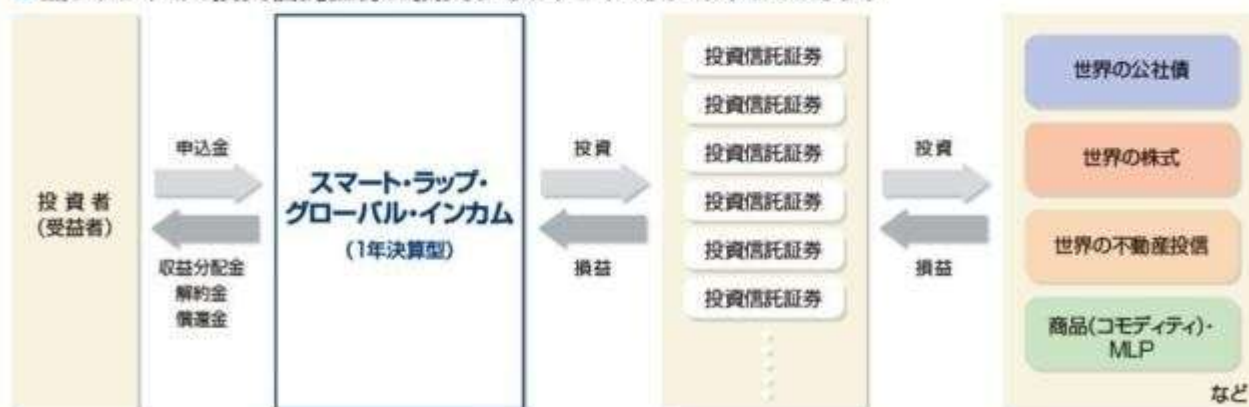 投資者
(受益者)
申込金
収益分配金
解約金
償還金
スマート・ラップ・
グローバル・インカム
(1年決算型)
投資
損益
投資信託証券
投資信託証券
投資信託証券
投資信託証券
投資信託証券
投資信託証券
投資
損益
世界の公社債
世界の株式
世界の不動産投信
商品(コモディティ)・
MLP
など